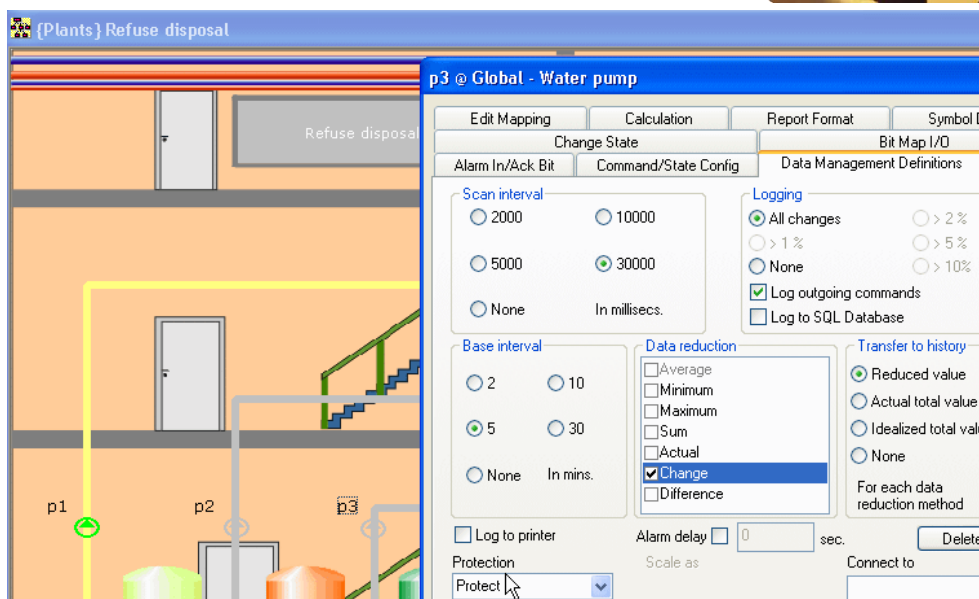 {Plants} Refuse disposal
Refuse disposal
p1
p2
p3
p3 @ Global - Water pump
Edit Mapping Calculation Report Format Symbol
Change State Bit Map I/O
Alarm In/Ack Bit Command/State Config Data Management Definitions
Scan interval
2000 10000
5000 30000
None In millisecs.
Logging
All changes > 2 %
> 1 % > 5 %
None > 10%
Log outgoing commands
Log to SQL Database
Base interval
2 10
5 30
None In mins.
Data reduction
Average
Minimum
Maximum
Sum
Actual
Change
Difference
Transfer to history
Reduced value
Actual total value
Idealized total val
None
For each data
reduction method
Log to printer Alarm delay 0 sec. Delete
Protection Scale as Connect to
Protect